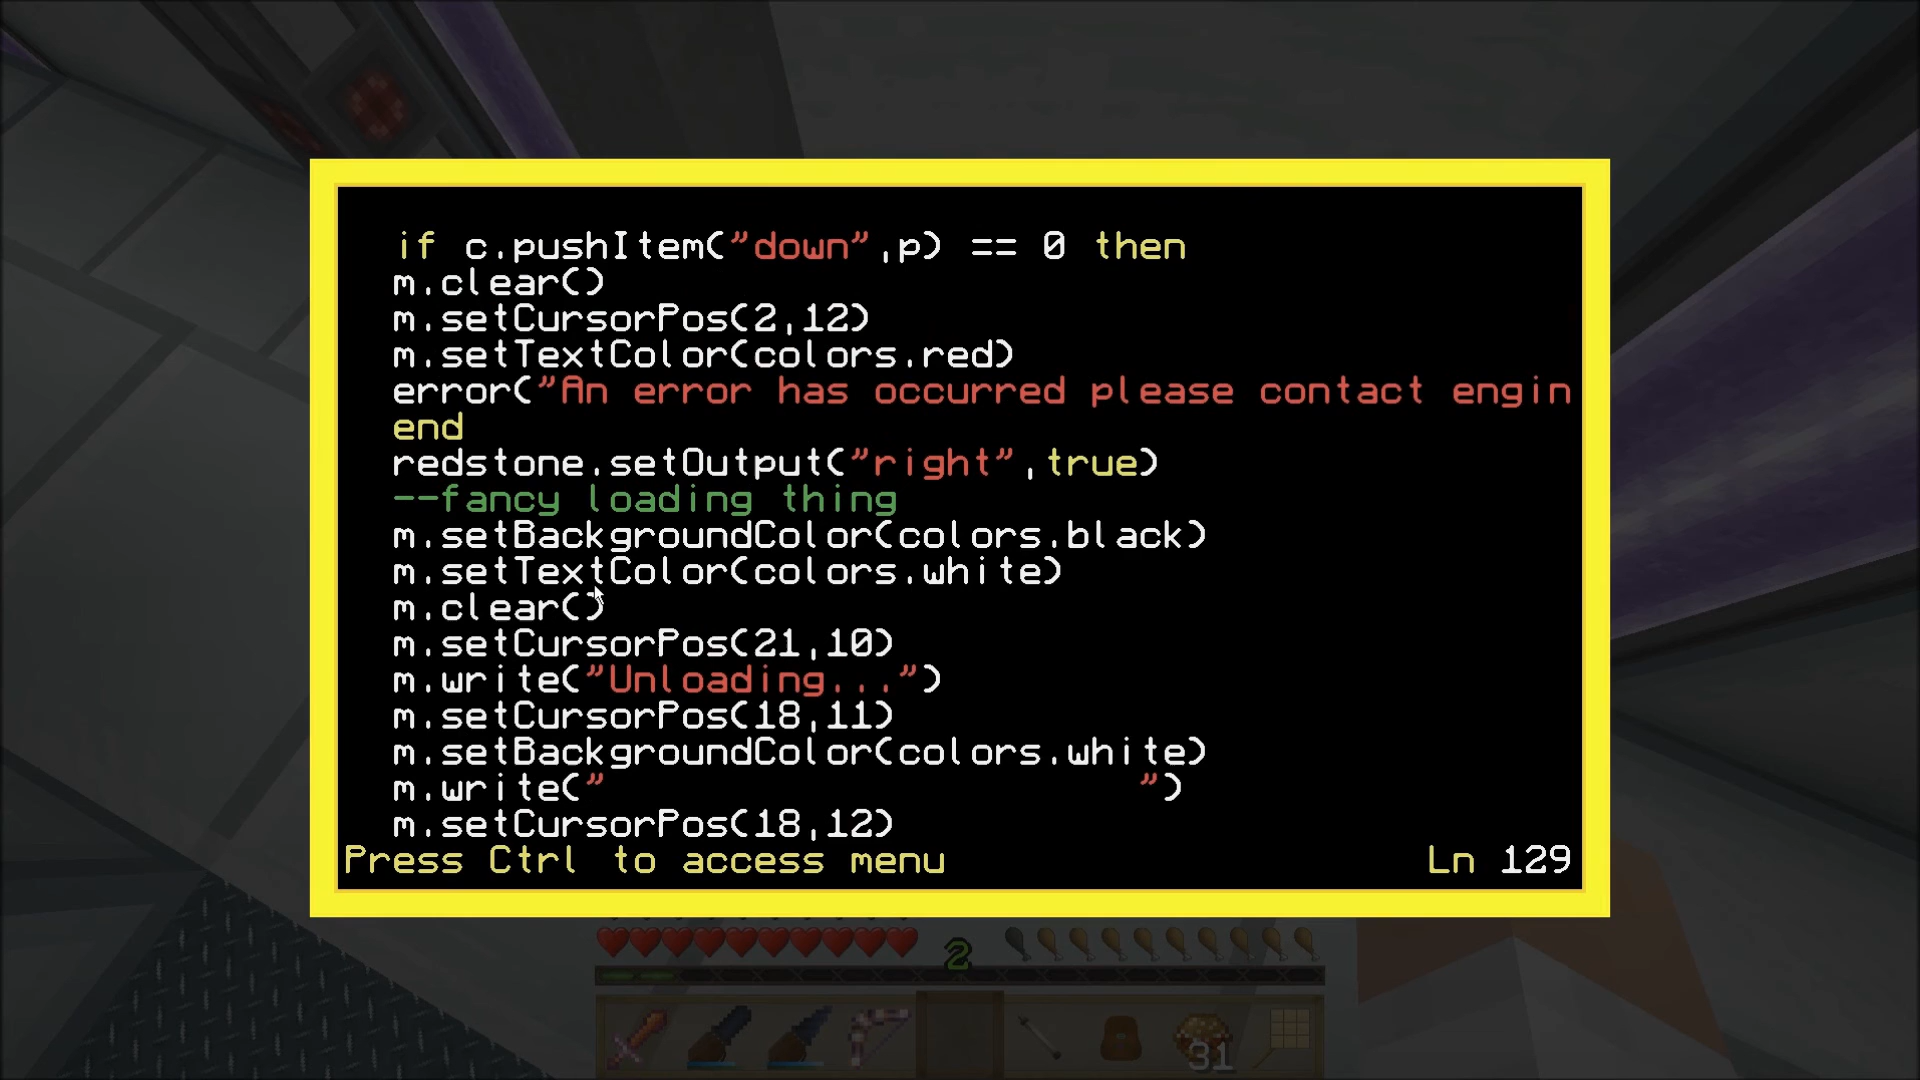 if c.pushItem("down",p) == 0 then
m.clear()
m.setCursorPos(2,12)
m.setTextColor(colors.red)
error("An error has occurred please contact engin
end
redstone.setOutput("right",true)
--fancy loading thing
m.setBackgroundColor(colors.black)
m.setTextColor(colors.white)
m.clear()
m.setCursorPos(21,10)
m.write("Unloading...")
m.setCursorPos(18,11)
m.setBackgroundColor(colors.white)
m.write("                      ")
m.setCursorPos(18,12)
Press Ctrl to access menu Ln 129
2
31